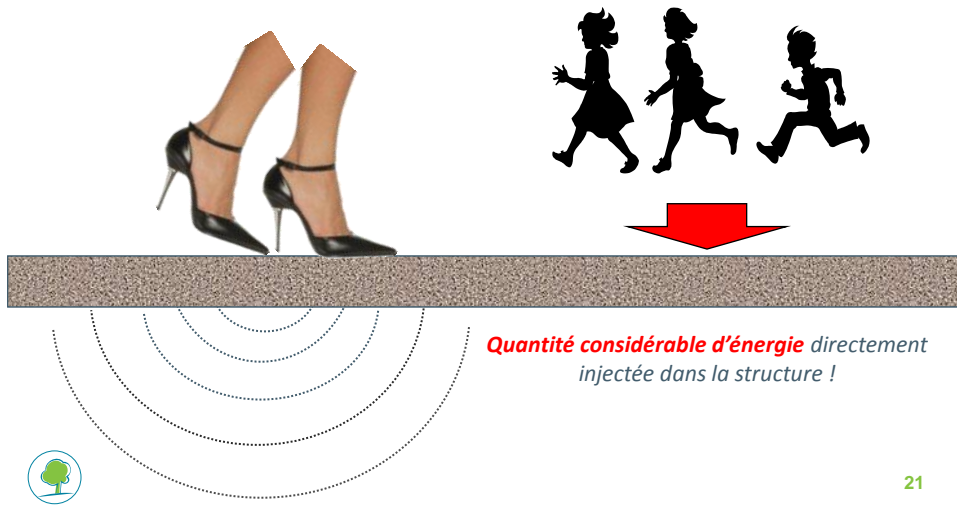 Quantité considérable d’énergie directement
injectée dans la structure !
21